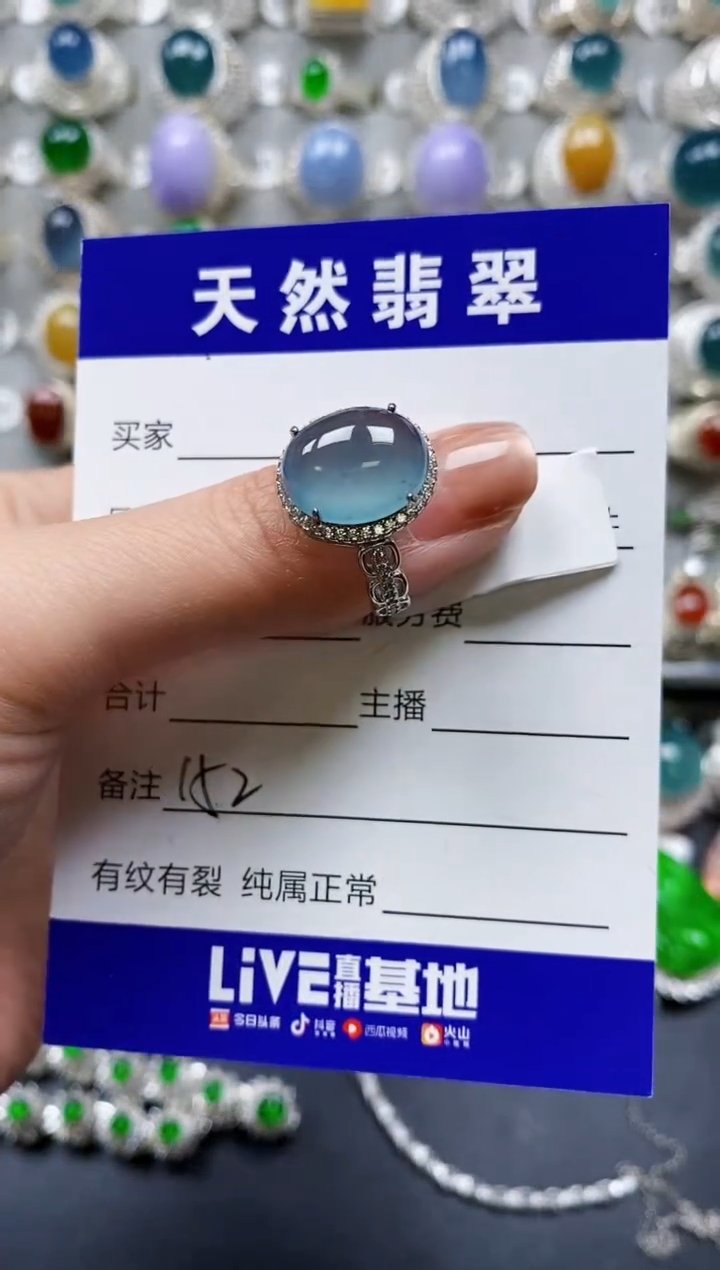 天然翡翠
买家
服务费
合计 主播
备注 182
有纹有裂 纯属正常
LiVE直播基地
今日头条 抖音 西瓜视频 火山